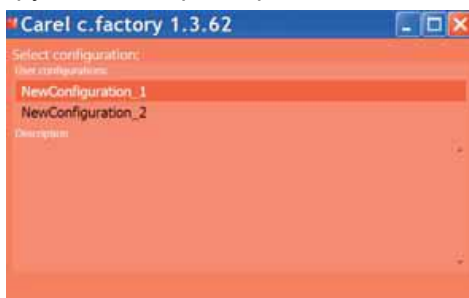 Carel c.factory 1.3.62
Select configuration:
User configurations:
NewConfiguration_1
NewConfiguration_2
Description: